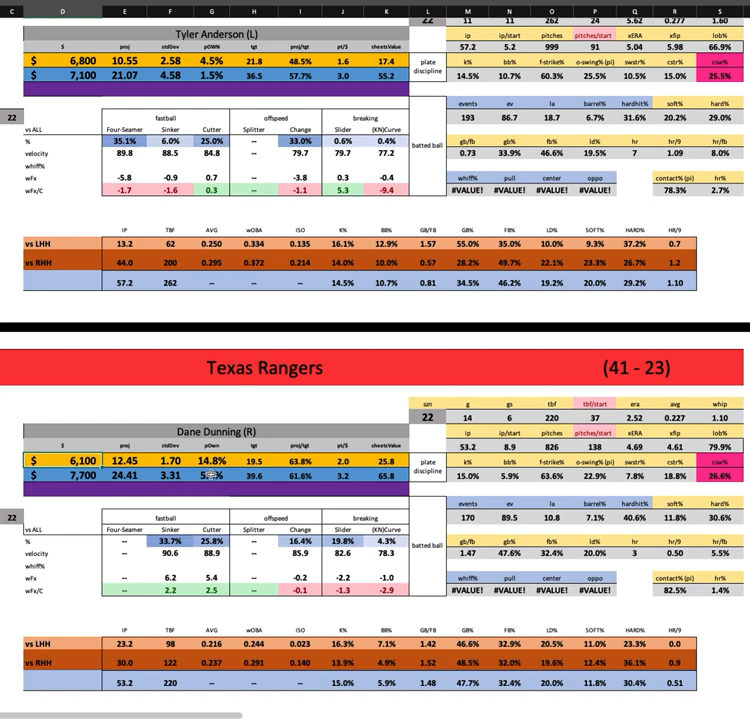 D E F G H I J K L M N O P Q R S
22 11 11 262 24 5.62 0.277 1.60
Tyler Anderson (L) ip ip/start pitches pitches/start xERA xfip lob%
$ proj stdDev pOWN tgt proj/tgt pt/$ sheetsValue 57.2 5.2 999 91 5.04 5.98 66.9%
$ 6,800 10.55 2.58 4.5% 21.8 48.5% 1.6 17.4 plate discipline k% bb% f-strike% o-swing% (pi) swstr% cstr% csw%
$ 7,100 21.07 4.58 1.5% 36.5 57.7% 3.0 55.2 14.5% 10.7% 60.3% 25.5% 10.5% 15.0% 25.5%
events ev la barrel% hardhit% soft% hard%
22 fastball offspeed breaking 193 86.7 18.7 6.7% 31.6% 20.2% 29.0%
vs ALL Four-Seamer Sinker Cutter Splitter Change Slider (KN)Curve
% 35.1% 6.0% 25.0% -- 33.0% 0.6% 0.4% batted ball gb/fb gb% fb% ld% hr hr/9 hr/fb
velocity 89.8 88.5 84.8 -- 79.7 79.7 77.2 0.73 33.9% 46.6% 19.5% 7 1.09 8.0%
whiff%
wFx -5.8 -0.9 0.7 -3.8 0.3 -0.4 whiff% pull center oppo contact% (pi) hr%
wFx/C -1.7 -1.6 0.3 -- -1.1 5.3 -9.4 #VALUE! #VALUE! #VALUE! #VALUE! 78.3% 2.7%
IP TBF AVG wOBA ISO K% BB% GB/FB GB% FB% LD% SOFT% HARD% HR/9
vs LHH 13.2 62 0.250 0.334 0.135 16.1% 12.9% 1.57 55.0% 35.0% 10.0% 9.3% 37.2% 0.7
vs RHH 44.0 200 0.295 0.372 0.214 14.0% 10.0% 0.57 28.2% 49.7% 22.1% 23.3% 26.7% 1.2
57.2 262 -- -- -- 14.5% 10.7% 0.81 34.5% 46.2% 19.2% 20.0% 29.2% 1.10
Texas Rangers (41 - 23)
szn g gs tbf tbf/start era avg whip
22 14 6 220 37 2.52 0.227 1.10
Dane Dunning (R) ip ip/start pitches pitches/start xERA xfip lob%
$ proj stdDev pOwn tgt proj/tgt pt/$ sheetsValue 53.2 8.9 826 138 4.69 4.61 79.9%
$ 6,100 12.45 1.70 14.8% 19.5 63.8% 2.0 25.8 plate discipline k% bb% f-strike% o-swing% (pi) swstr% cstr% csw%
$ 7,700 24.41 3.31 39.6 61.6% 3.2 65.8 15.0% 5.9% 63.6% 22.9% 7.8% 18.8% 26.6%
events ev la barrel% hardhit% soft% hard%
22 fastball offspeed breaking 170 89.5 10.8 7.1% 40.6% 11.8% 30.6%
vs ALL Four-Seamer Sinker Cutter Splitter Change Slider (KN)Curve
% -- 33.7% 25.8% -- 16.4% 19.8% 4.3% batted ball gb/fb gb% fb% ld% hr hr/9 hr/fb
velocity -- 90.6 88.9 -- 85.9 82.6 78.3 1.47 47.6% 32.4% 20.0% 3 0.50 5.5%
whiff%
wFx -- 6.2 5.4 -- -0.2 -2.2 -1.0 whiff% pull center oppo contact% (pi) hr%
wFx/C -- 2.2 2.5 -- -0.1 -1.3 -2.9 #VALUE! #VALUE! #VALUE! #VALUE! 82.5% 1.4%
IP TBF AVG wOBA ISO K% BB% GB/FB GB% FB% LD% SOFT% HARD% HR/9
vs LHH 23.2 98 0.216 0.244 0.023 16.3% 7.1% 1.42 46.6% 32.9% 20.5% 11.0% 23.3% 0.0
vs RHH 30.0 122 0.237 0.291 0.140 13.9% 4.9% 1.52 48.5% 32.0% 19.6% 12.4% 36.1% 0.9
53.2 220 -- -- -- 15.0% 5.9% 1.48 47.7% 32.4% 20.0% 11.8% 30.4% 0.51